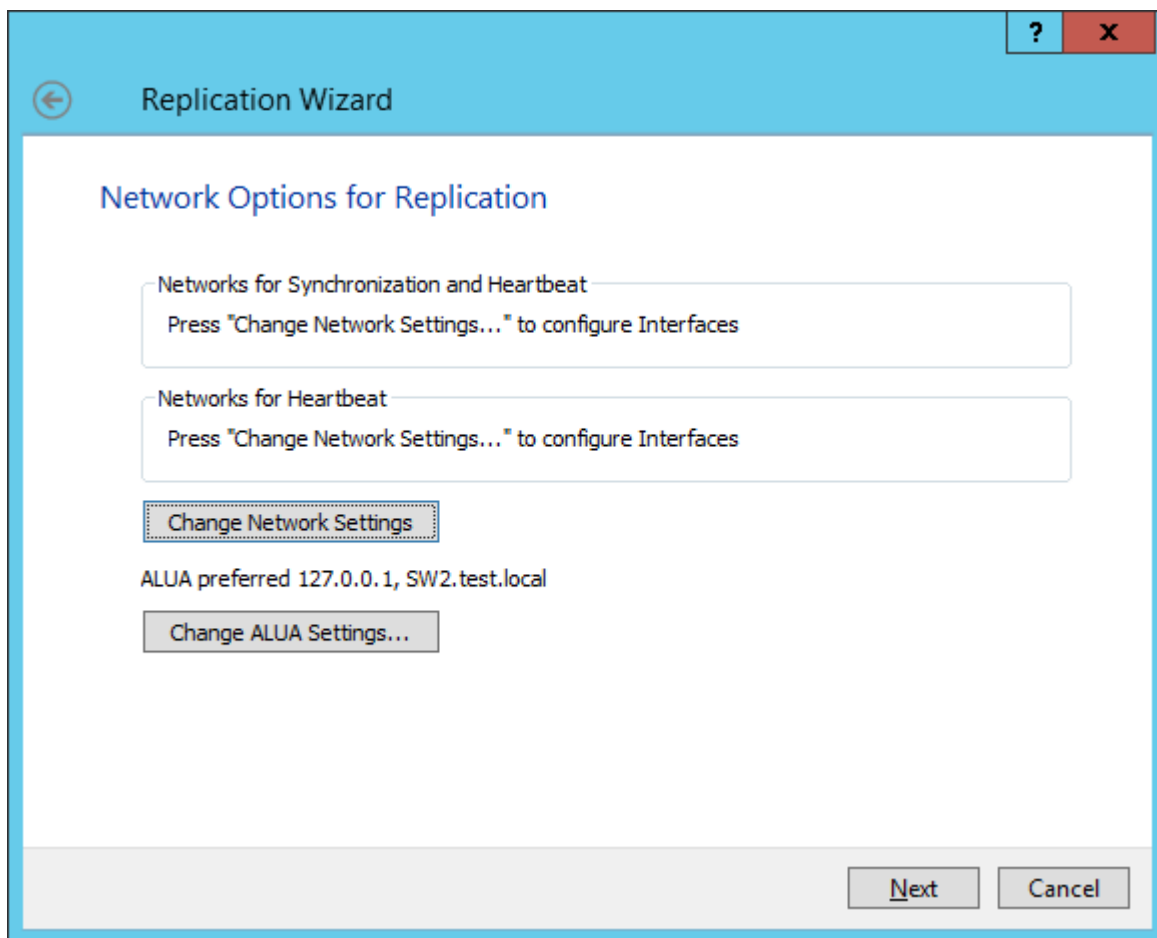 ? x
Replication Wizard
Network Options for Replication
Networks for Synchronization and Heartbeat
Press "Change Network Settings..." to configure Interfaces
Networks for Heartbeat
Press "Change Network Settings..." to configure Interfaces
Change Network Settings
ALUA preferred 127.0.0.1, SW2.test.local
Change ALUA Settings...
Next Cancel